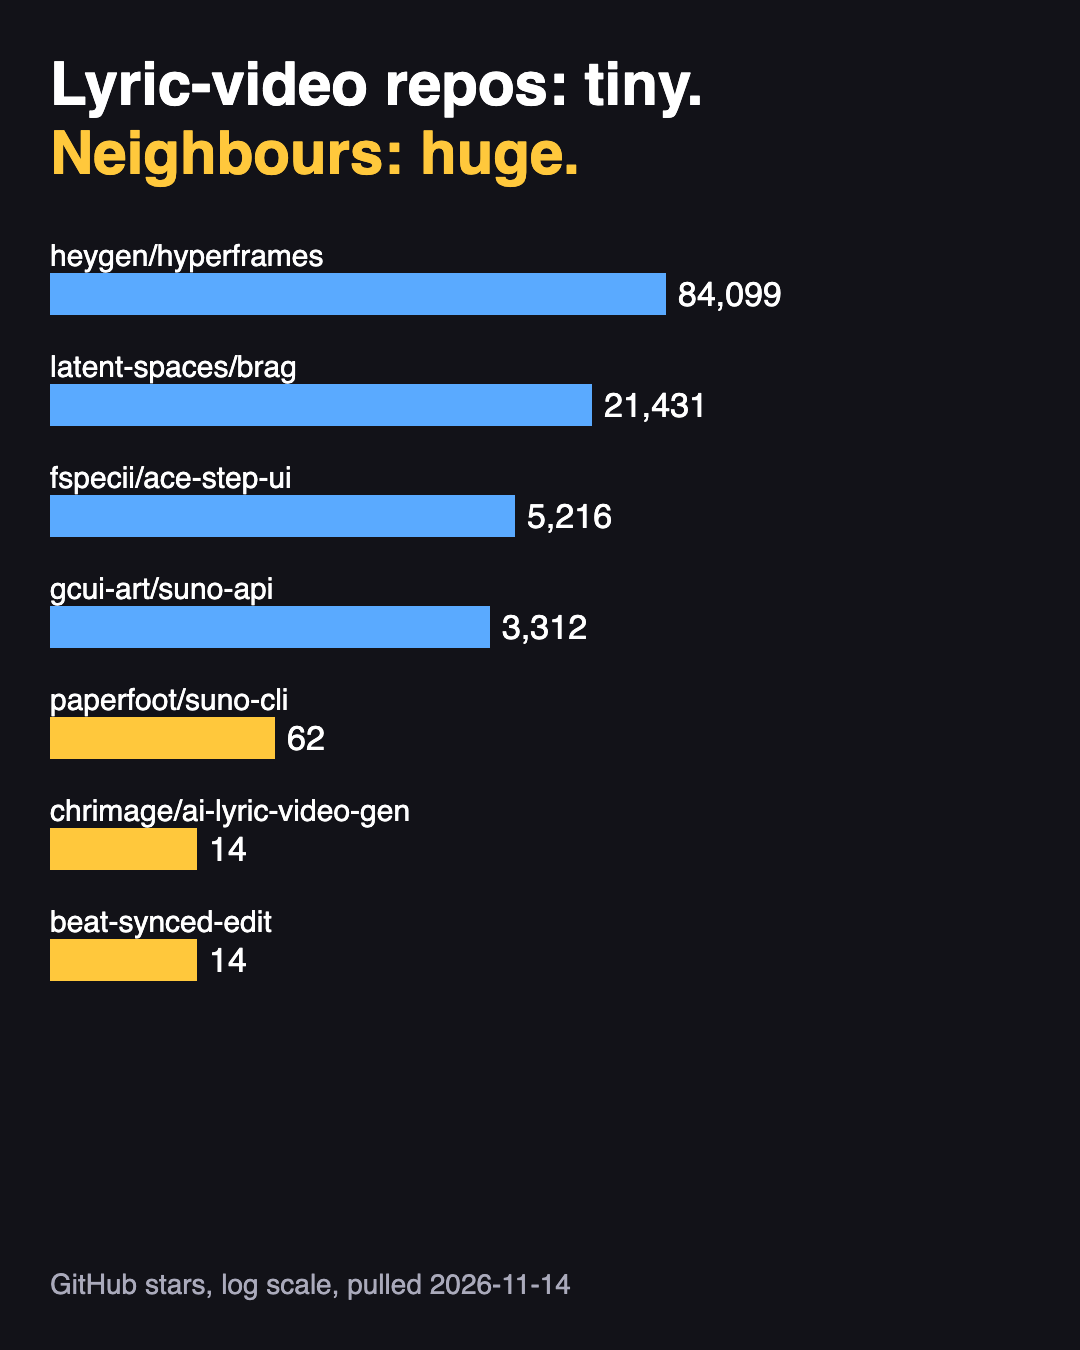 Lyric-video repos: tiny.
Neighbours: huge.
heygen/hyperframes
84,099
latent-spaces/brag
21,431
fspecii/ace-step-ui
5,216
gcui-art/suno-api
3,312
paperfoot/suno-cli
62
chrimage/ai-lyric-video-gen
14
beat-synced-edit
14
GitHub stars, log scale, pulled 2026-11-14